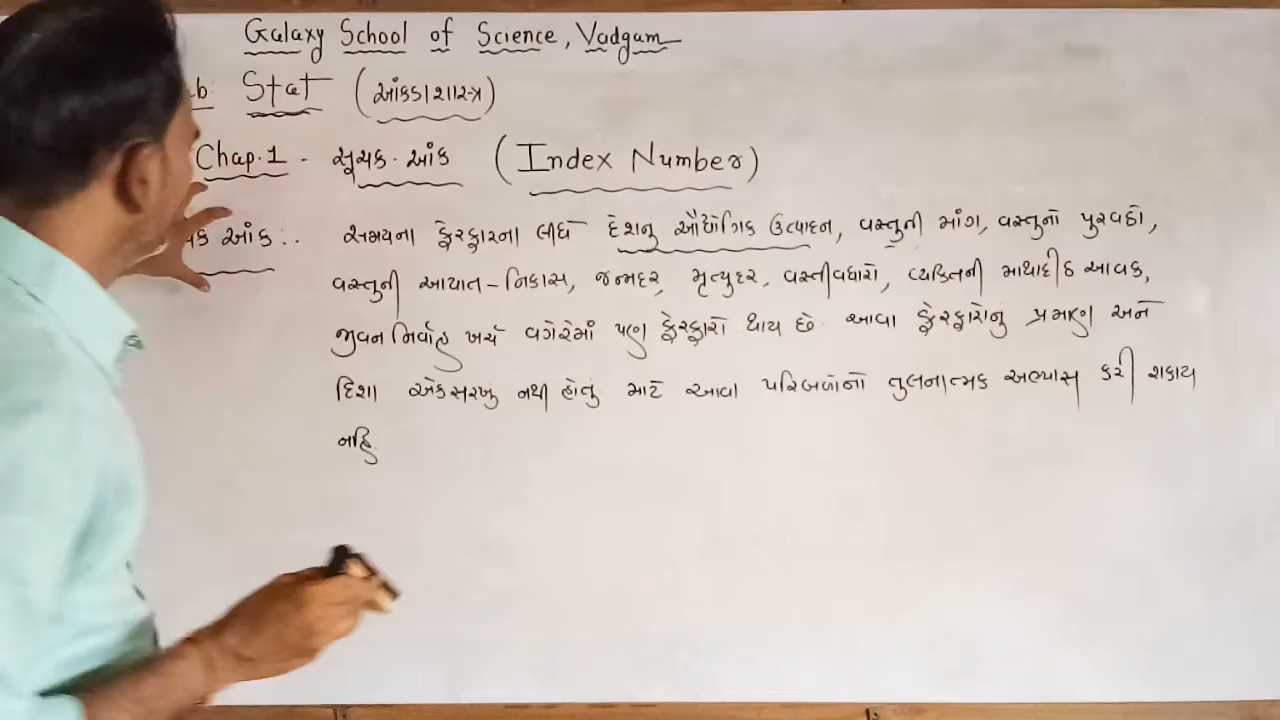 Galaxy School of Science, Vadgam
b: Stat (આંકડાશાસ્ત્ર)
Chap.1 - સૂચક-આંક (Index Number)
ક આંક:. સમયના ફેરફારના લીધે દેશનુ ઔદ્યોગિક ઉત્પાદન, વસ્તુની માંગ, વસ્તુનો પુરવઠો,
વસ્તુની આયાત-નિકાસ, જન્મદર, મૃત્યુદર, વસ્તીવધારો, વ્યક્તિની માથાદીઠ આવક,
જીવનનિર્વાહ ખર્ચ વગેરેમાં પણ ફેરફારો થાય છે. આવા ફેરફારોનુ પ્રમાણ અને
દિશા એકસરખું નથી હોતું માટે આવા પરિબળોનો તુલનાત્મક અભ્યાસ કરી શકાય
નહિ.